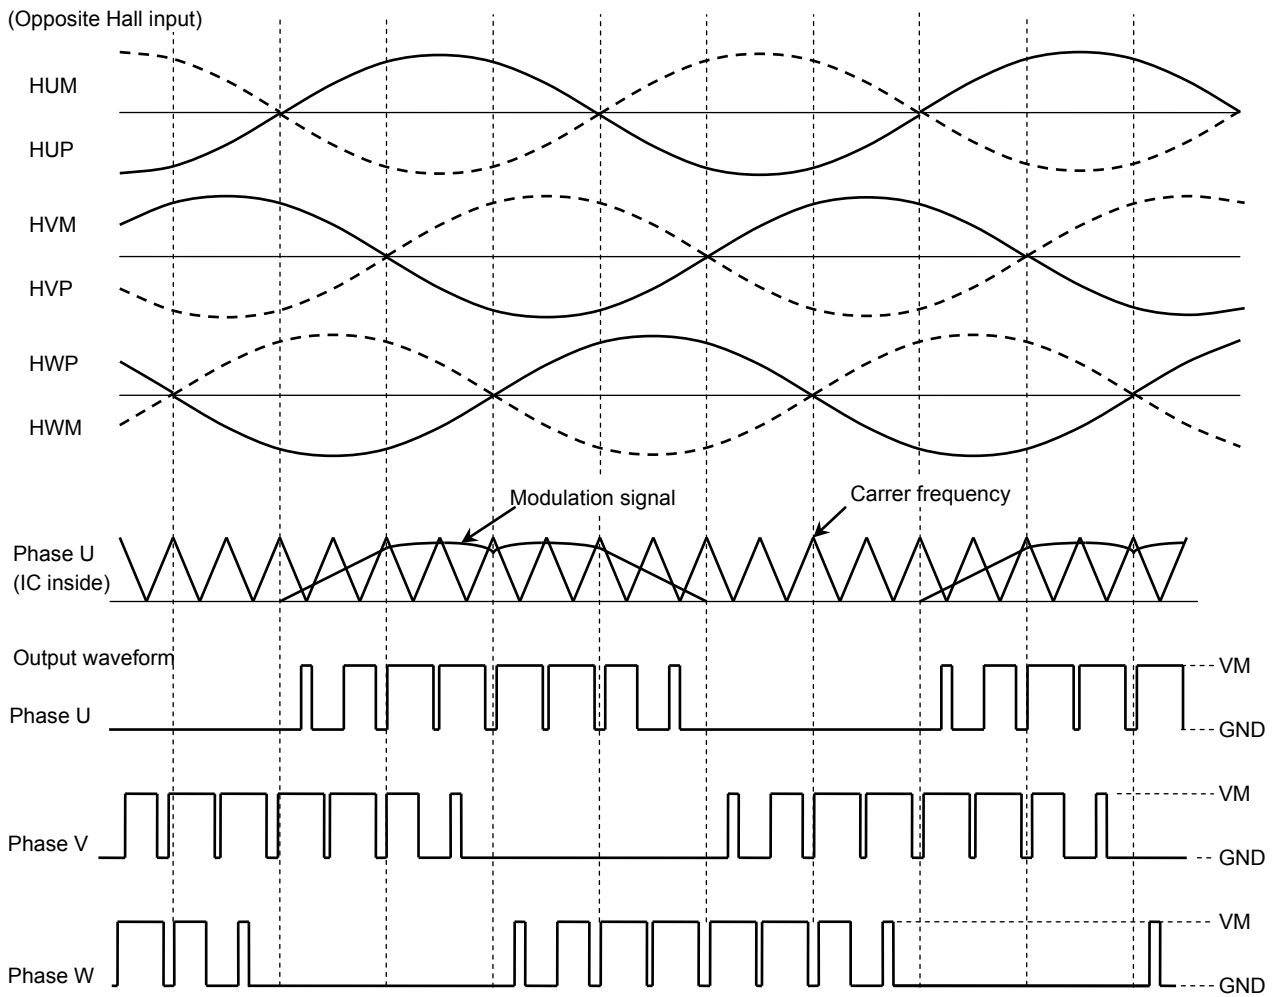 (Opposite Hall input)
HUM
HUP
HVM
HVP
HWP
HWM
Modulation signal
Carrer frequency
Phase U
(IC inside)
Output waveform
VM
Phase U
GND
VM
Phase V
GND
VM
Phase W
GND